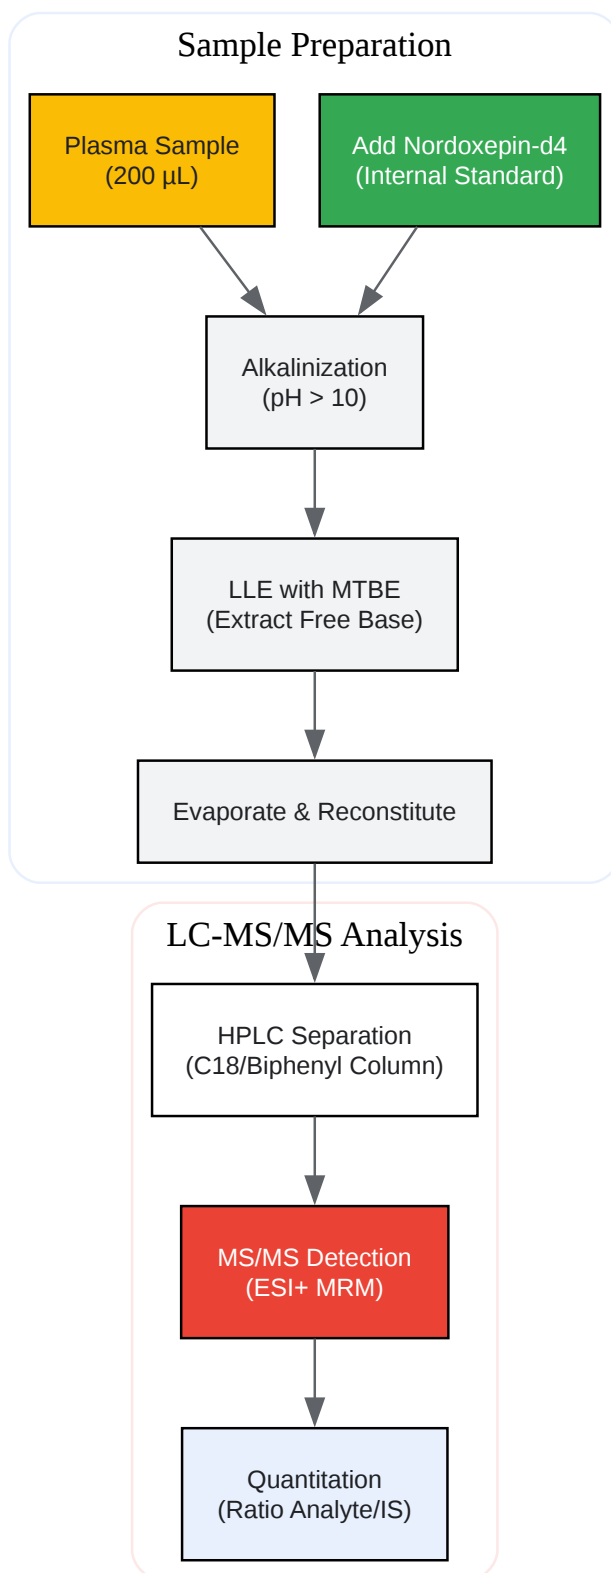 Sample Preparation
Plasma Sample
(200 µL)
Add Nordoxepin-d4
(Internal Standard)
Alkalinization
(pH > 10)
LLE with MTBE
(Extract Free Base)
Evaporate & Reconstitute
LC-MS/MS Analysis
HPLC Separation
(C18/Biphenyl Column)
MS/MS Detection
(ESI+ MRM)
Quantitation
(Ratio Analyte/IS)